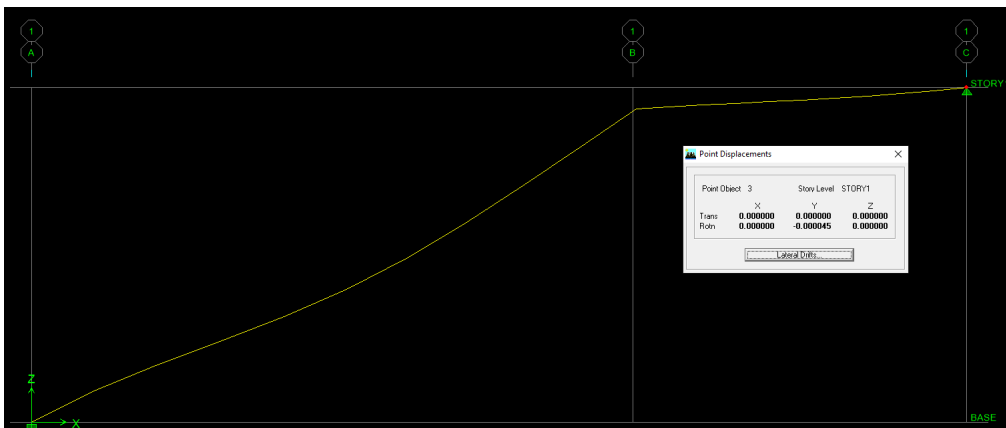 1 1 1
A B C
STORY
Point Displacements
Point Object 3 Story Level STORY1
X Y Z
Trans 0.000000 0.000000 0.000000
Rotn 0.000000 -0.000045 0.000000
Lateral Drifts...
Z
X
BASE